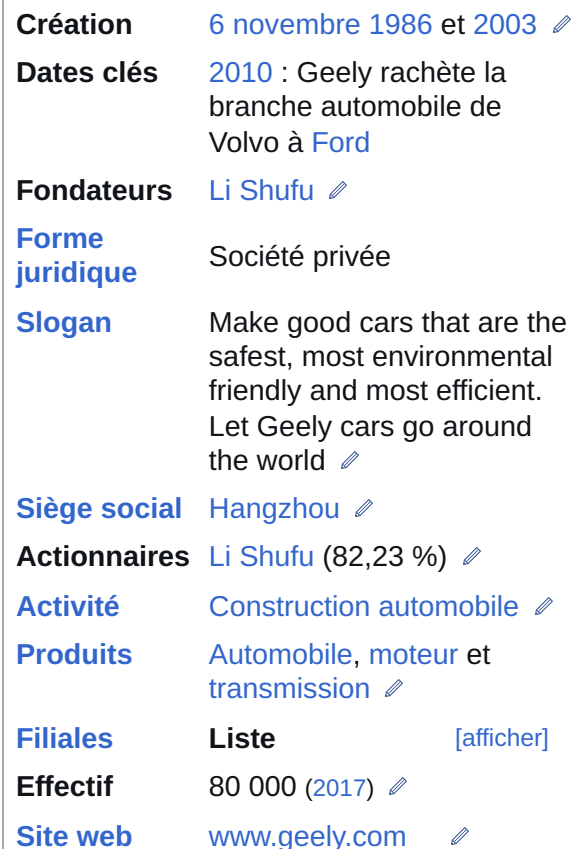 Création 6 novembre 1986 et 2003
Dates clés 2010 : Geely rachète la
branche automobile de
Volvo à Ford
Fondateurs Li Shufu
Forme
juridique Société privée
Slogan Make good cars that are the
safest, most environmental
friendly and most efficient.
Let Geely cars go around
the world
Siège social Hangzhou
Actionnaires Li Shufu (82,23 %)
Activité Construction automobile
Produits Automobile, moteur et
transmission
Filiales Liste [afficher]
Effectif 80 000 (2017)
Site web www.geely.com